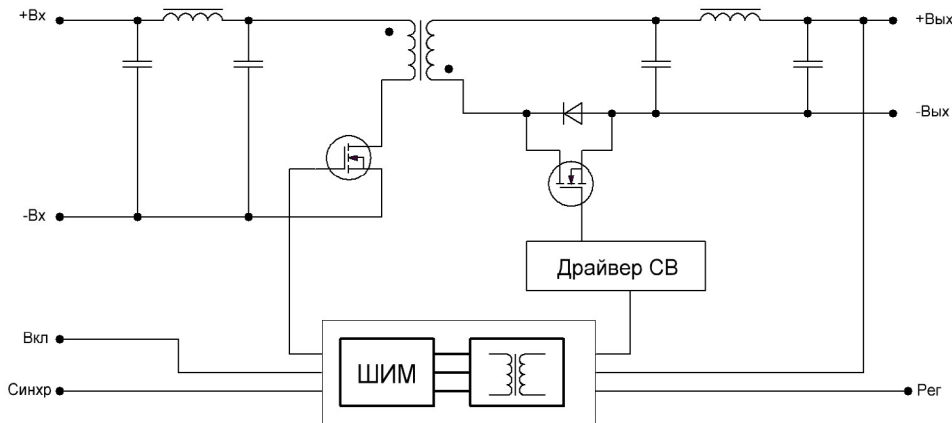 +Вх
+Вых
-Вых
-Вх
Драйвер СВ
Вкл
ШИМ
Синхр
Рег